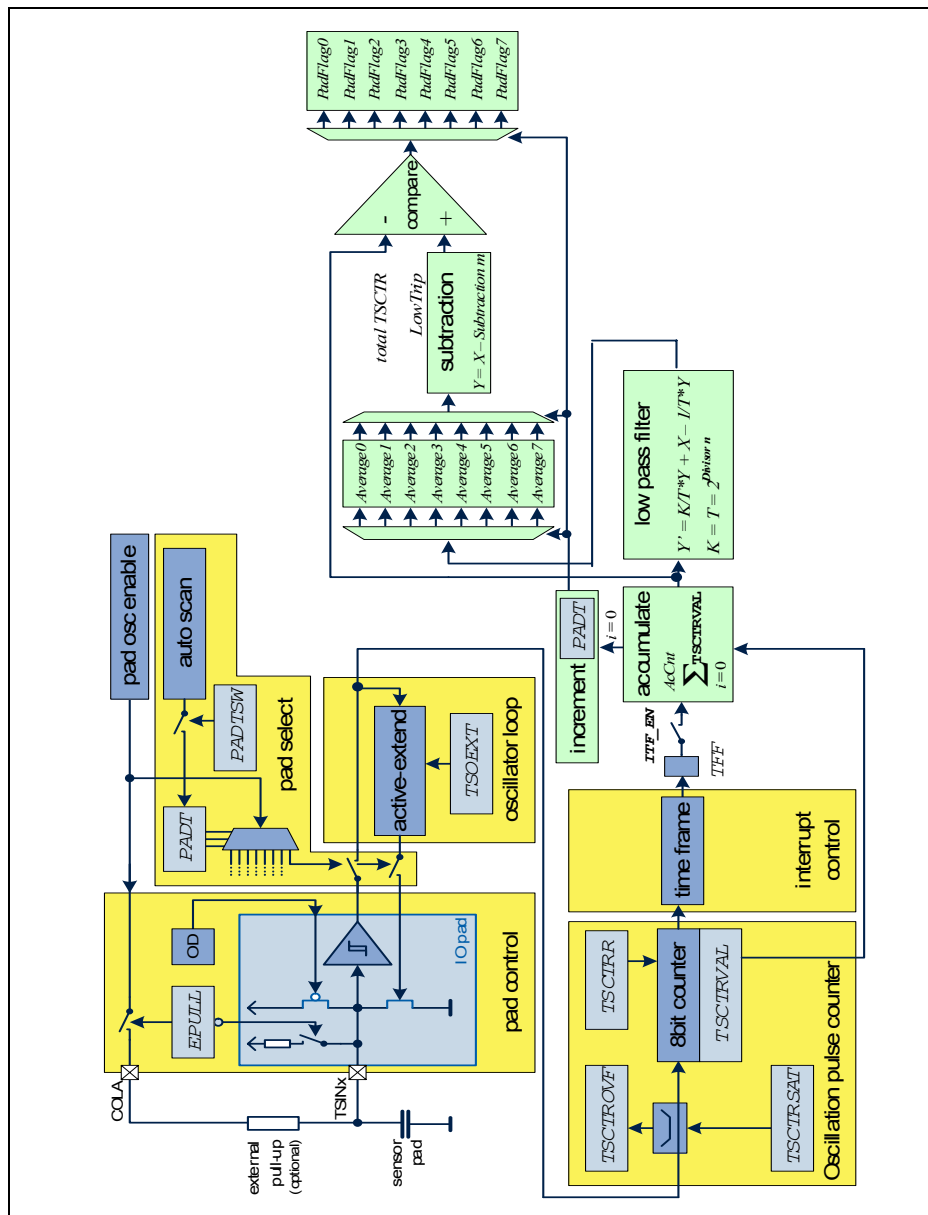 COLA
external
pull-up
(optional)
TSINx
sensor
pad
EPULL
OD
IOpad
pad control
PADT
PADTSW
auto scan
pad select
pad osc enable
active-extend
TSOEXT
oscillator loop
TSCTROVF
TSCTRSAT
TSCTRR
8bit counter
TSCTRVAL
Oscillation pulse counter
time frame
interrupt
control
TFF
ITF_EN
accumulate
AcCnt
∑TSCTRVAL
i=0
i=0
increment
PADT
low pass filter
Y'= K/T*Y + X − 1/T*Y
K = T = 2^Divisor n
Average0
Average1
Average2
Average3
Average4
Average5
Average6
Average7
subtraction
Y = X − Subtraction m
total TSCTR
LowTrip
-
+
compare
PadFlag0
PadFlag1
PadFlag2
PadFlag3
PadFlag4
PadFlag5
PadFlag6
PadFlag7